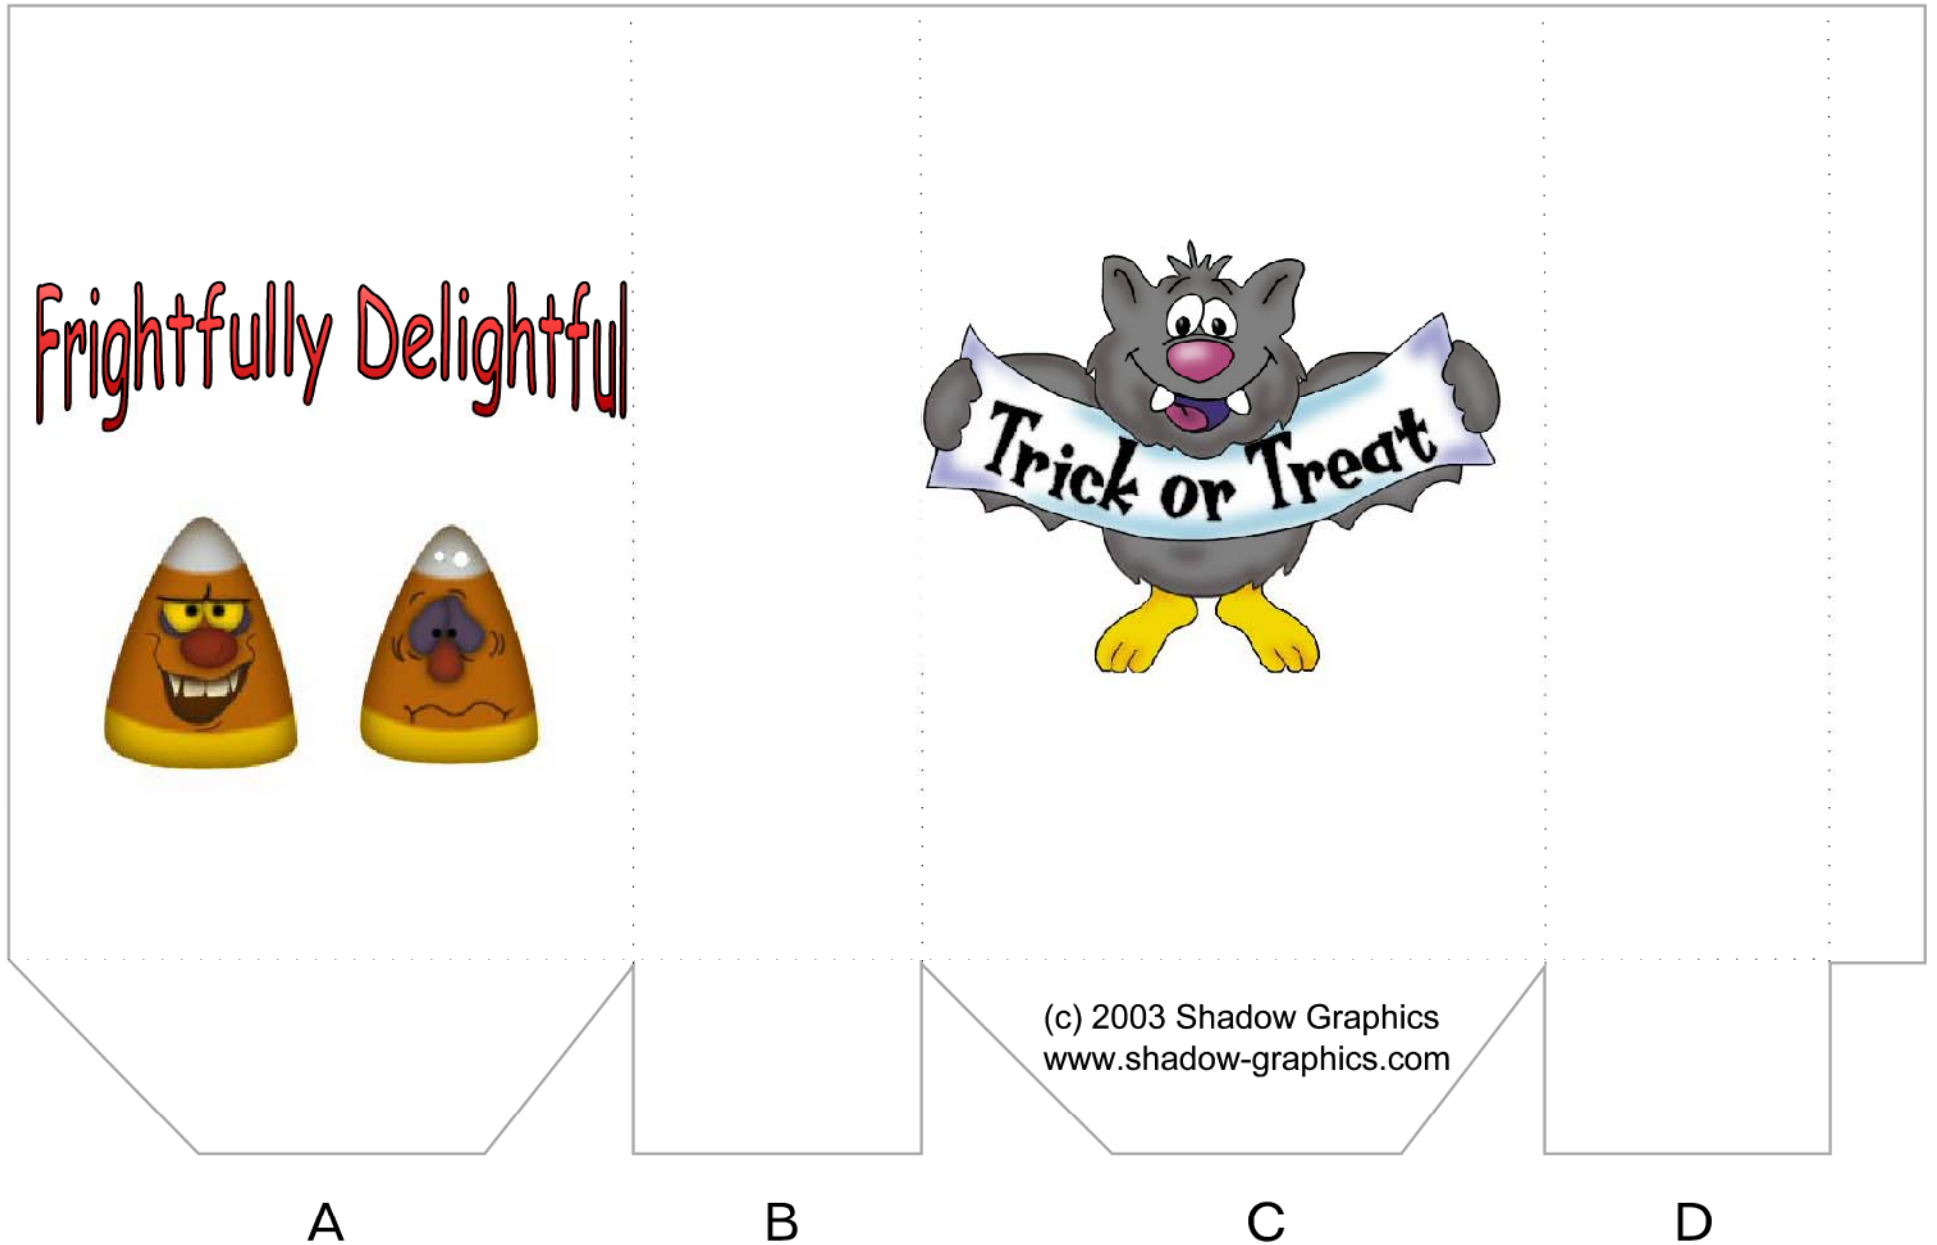 Frightfully Delightful
Trick or Treat
(c) 2003 Shadow Graphics
www.shadow-graphics.com
A B C D